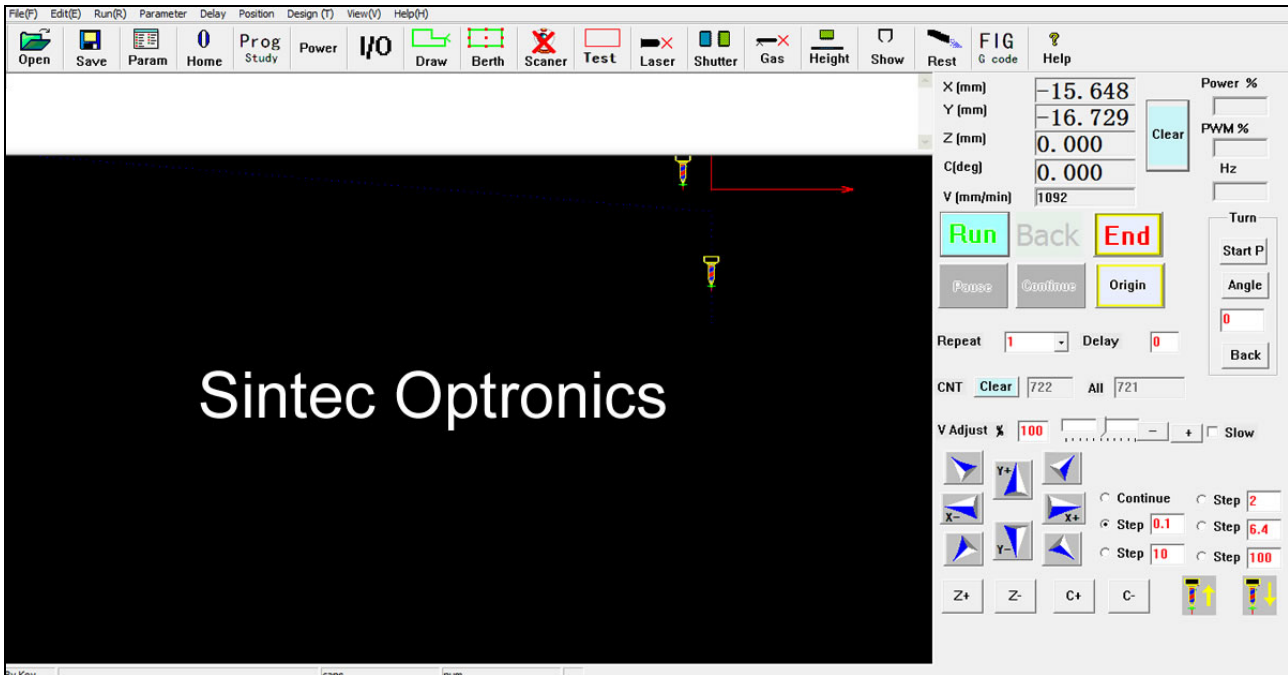 File(F) Edit(E) Run(R) Parameter Delay Position Design (T) View(V) Help(H)
Open Save Param 0 Home Prog Study Power I/O Draw Berth Scaner Test Laser Shutter Gas Height Show Rest FIG G code ? Help
X (mm) -15.648 Power %
Y (mm) -16.729 Clear PWM %
Z (mm) 0.000
C(deg) 0.000 Hz
V (mm/min) 1092
Turn
Run Back End Start P
Pause Continue Origin Angle
0
Repeat 1 Delay 0 Back
CNT Clear 722 All 721
Sintec Optronics
V Adjust % 100 - + Slow
Y+
X- X+ Continue Step 2
Step 0.1 Step 6.4
Y- Step 10 Step 100
Z+ Z- C+ C-